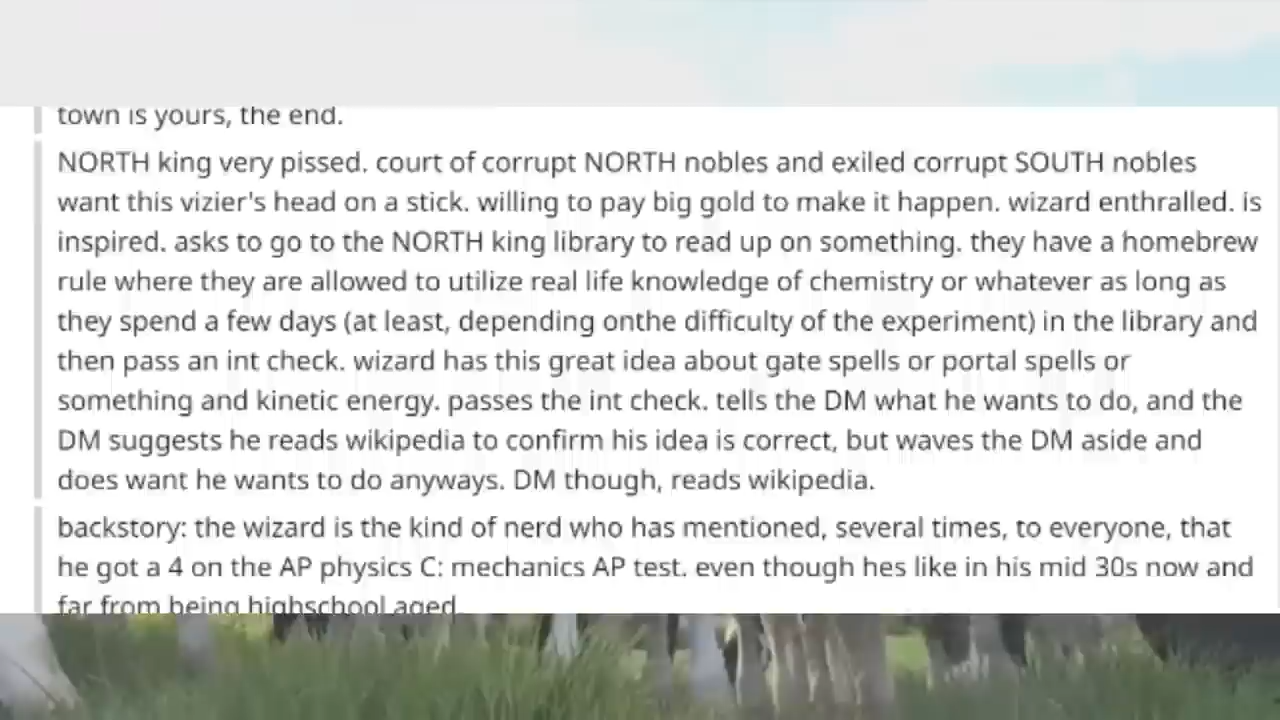 town is yours, the end.
NORTH king very pissed. court of corrupt NORTH nobles and exiled corrupt SOUTH nobles
want this vizier's head on a stick. willing to pay big gold to make it happen. wizard enthralled. is
inspired. asks to go to the NORTH king library to read up on something. they have a homebrew
rule where they are allowed to utilize real life knowledge of chemistry or whatever as long as
they spend a few days (at least, depending onthe difficulty of the experiment) in the library and
then pass an int check. wizard has this great idea about gate spells or portal spells or
something and kinetic energy. passes the int check. tells the DM what he wants to do, and the
DM suggests he reads wikipedia to confirm his idea is correct, but waves the DM aside and
does want he wants to do anyways. DM though, reads wikipedia.
backstory: the wizard is the kind of nerd who has mentioned, several times, to everyone, that
he got a 4 on the AP physics C: mechanics AP test. even though hes like in his mid 30s now and
far from being highschool aged.